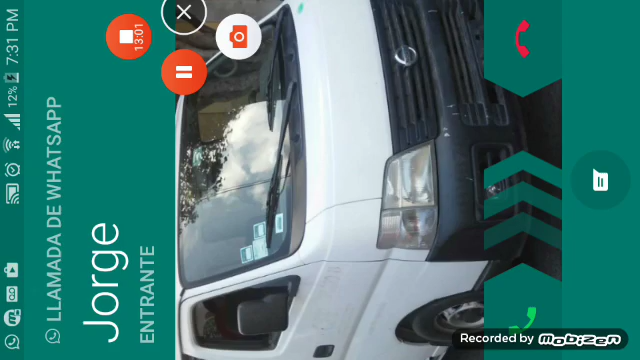 12% 7:31 PM
LLAMADA DE WHATSAPP
Jorge
ENTRANTE
13:01
Recorded by MOBIZEN